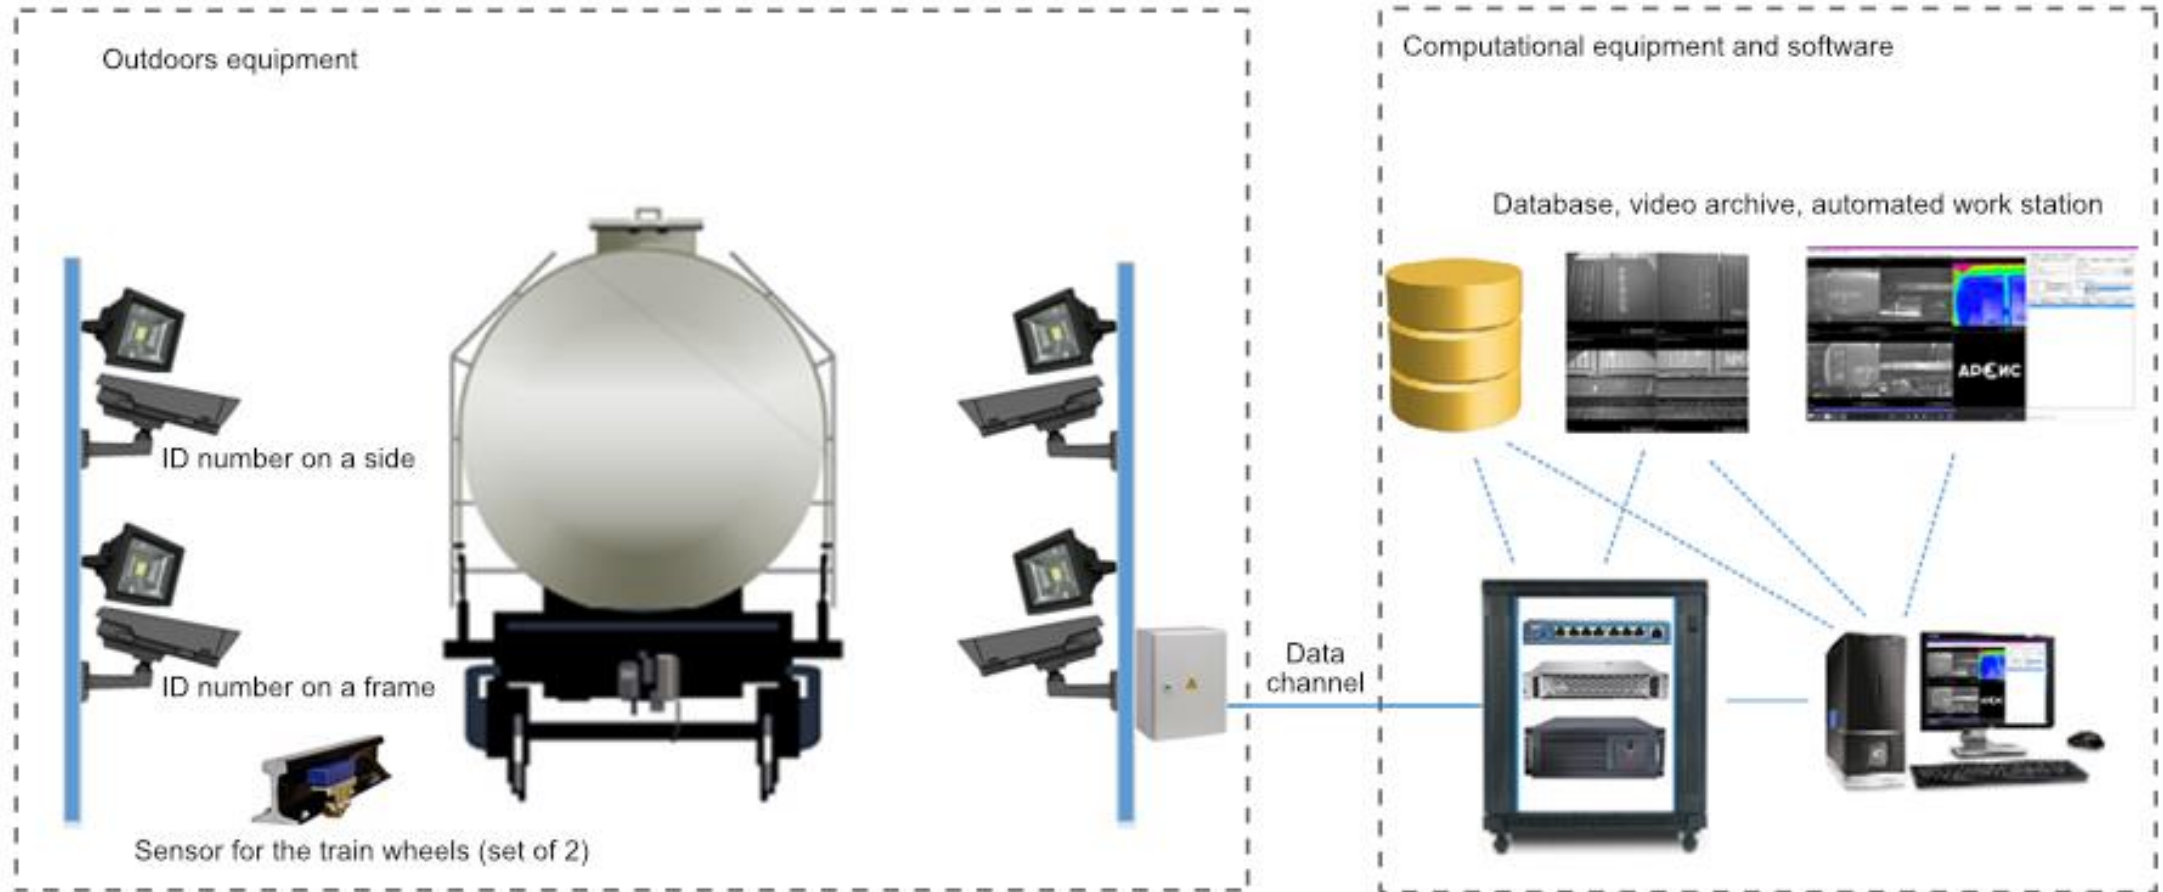 Outdoors equipment
Computational equipment and software
Database, video archive, automated work station
АРСИС
ID number on a side
ID number on a frame
Data
channel
Sensor for the train wheels (set of 2)